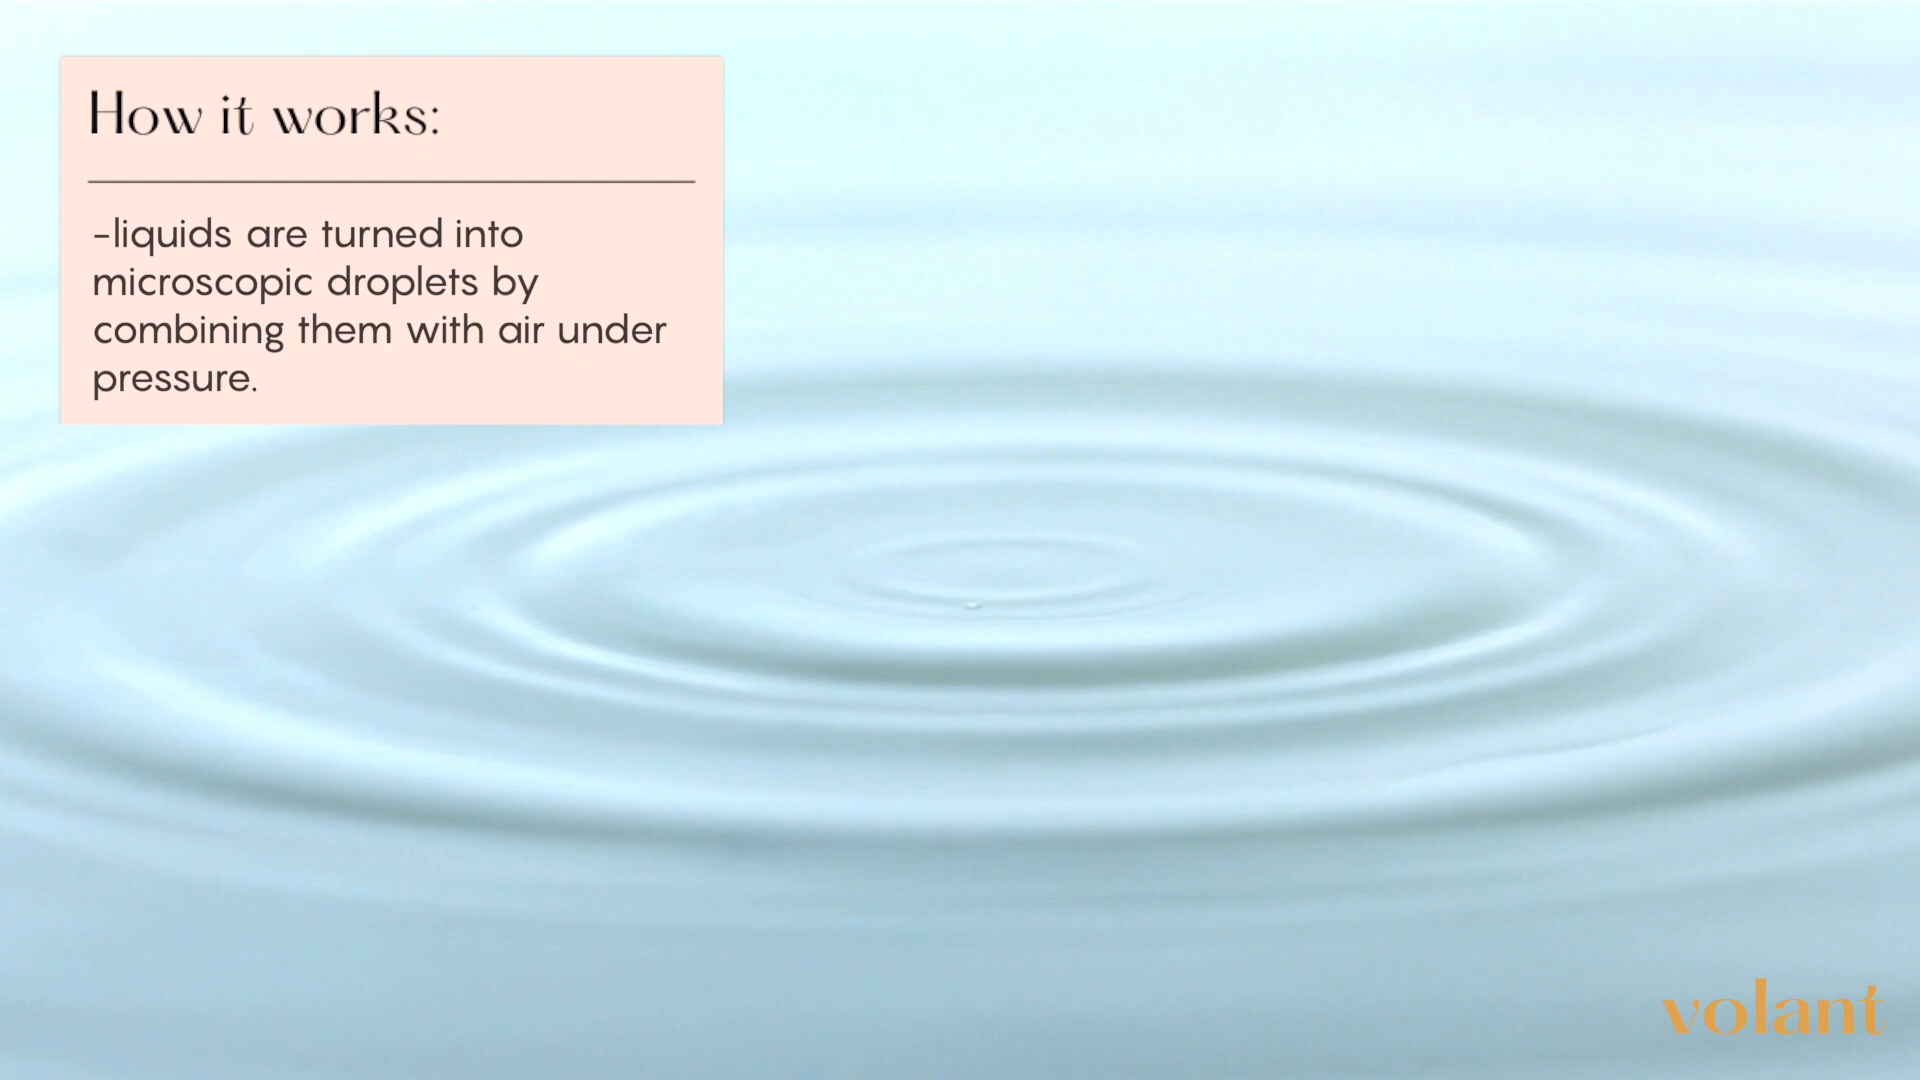 How it works:
-liquids are turned into
microscopic droplets by
combining them with air under
pressure.
volant